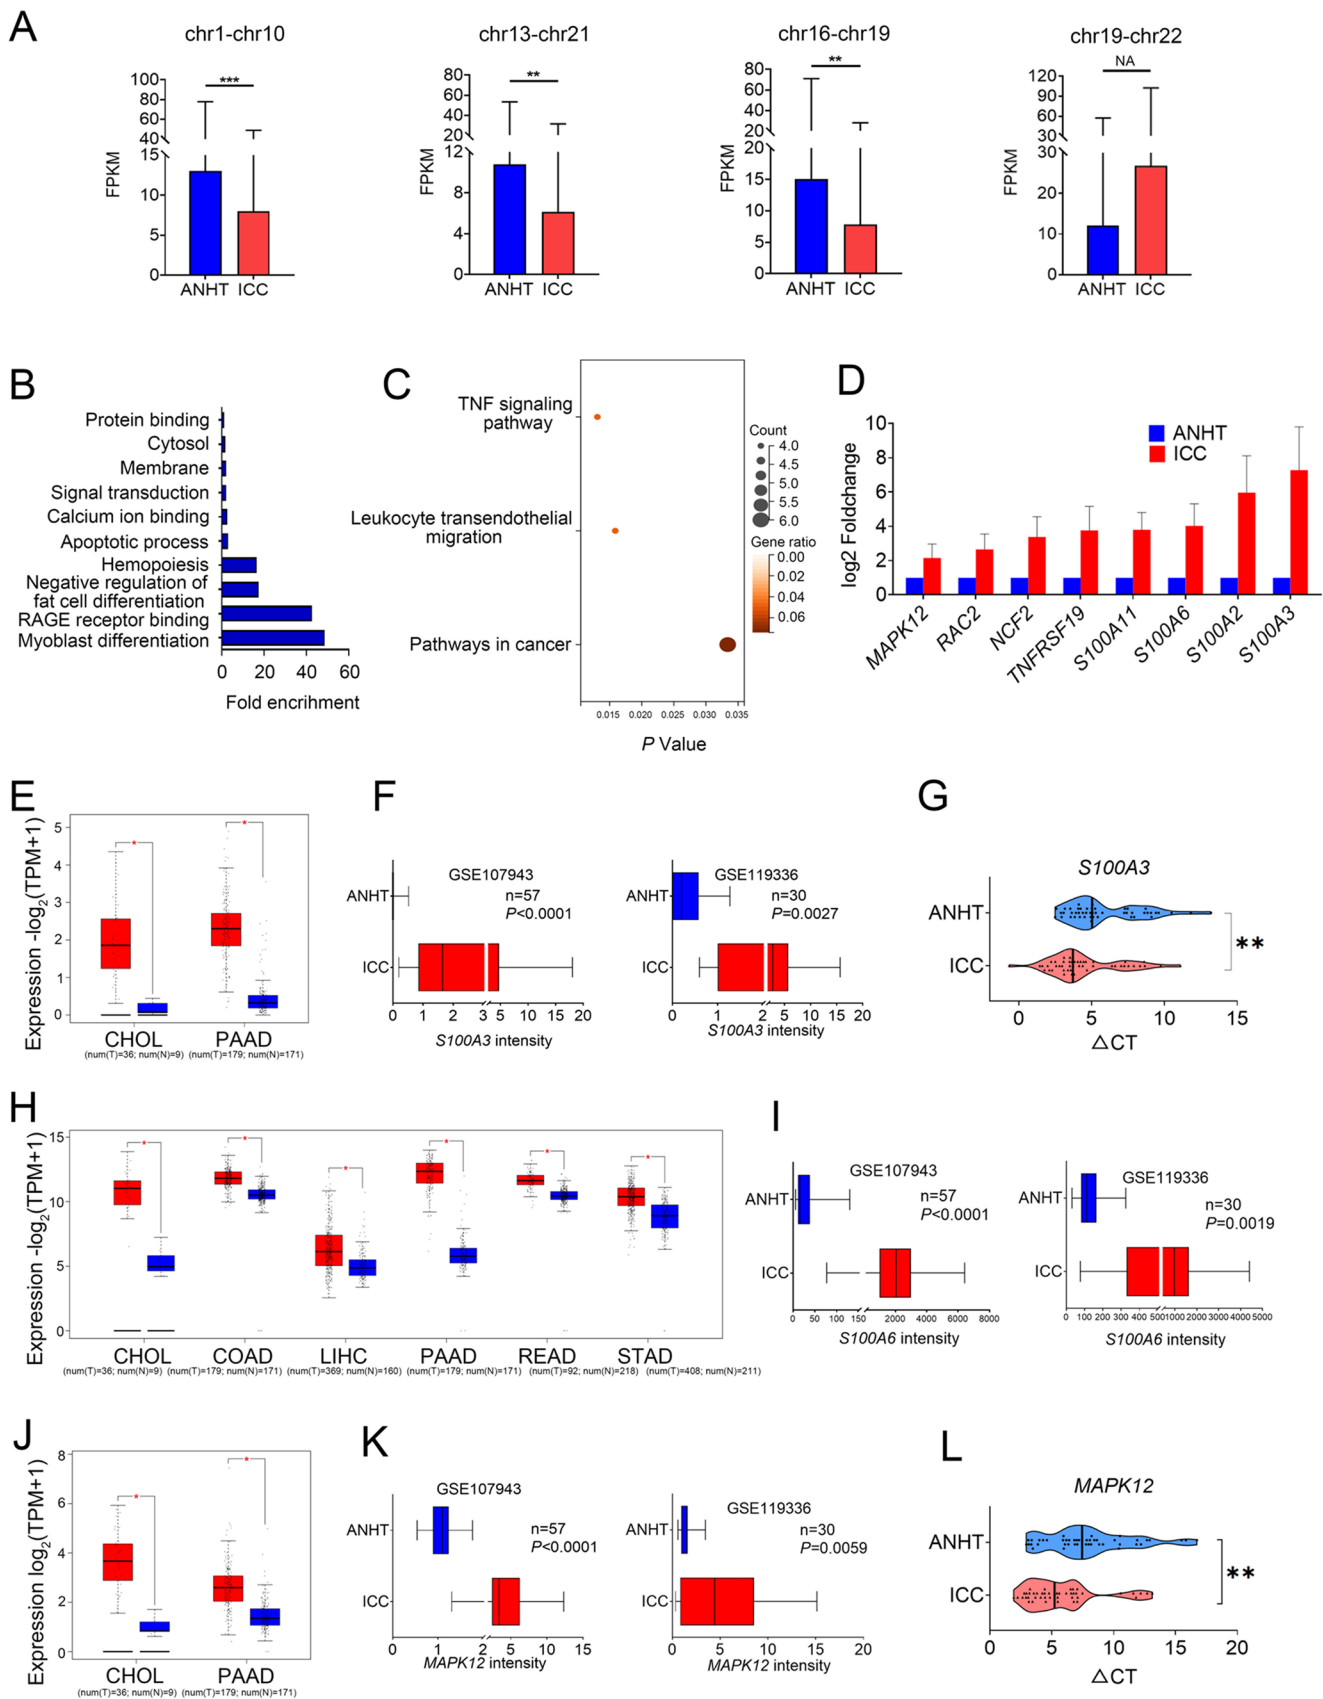 A
chr1-chr10
chr13-chr21
chr16-chr19
chr19-chr22
FPKM
100
80
60
40
15
10
5
0
***
ANHT ICC
FPKM
80
60
40
20
12
8
4
0
**
ANHT ICC
FPKM
80
60
40
20
20
15
10
5
0
**
ANHT ICC
FPKM
120
90
60
30
30
20
10
0
NA
ANHT ICC
B
Protein binding
Cytosol
Membrane
Signal transduction
Calcium ion binding
Apoptotic process
Hemopoiesis
Negative regulation of
fat cell differentiation
RAGE receptor binding
Myoblast differentiation
0 20 40 60
Fold encrihment
C
TNF signaling
pathway
Leukocyte transendothelial
migration
Pathways in cancer
0.015 0.020 0.025 0.030 0.035
P Value
Count
4.0
4.5
5.0
5.5
6.0
Gene ratio
0.00
0.02
0.04
0.06
D
log2 Foldchange
10
8
6
4
2
0
ANHT
ICC
MAPK12
RAC2
NCF2
TNFRSF19
S100A11
S100A6
S100A2
S100A3
E
Expression -log2(TPM+1)
5
4
3
2
1
0
*
*
CHOL
PAAD
(num(T)=36; num(N)=9) (num(T)=179; num(N)=171)
F
GSE107943
n=57
P<0.0001
ANHT
ICC
0 1 2 3 5 10 15 20
S100A3 intensity
GSE119336
n=30
P=0.0027
ANHT
ICC
0 1 2 5 10 15 20
S100A3 intensity
G
S100A3
ANHT
ICC
**
0 5 10 15
△CT
H
Expression -log2(TPM+1)
15
10
5
0
*
*
*
*
*
*
CHOL COAD LIHC PAAD READ STAD
(num(T)=36; num(N)=9) (num(T)=179; num(N)=171) (num(T)=369; num(N)=160) (num(T)=179; num(N)=171) (num(T)=92; num(N)=218) (num(T)=408; num(N)=211)
I
GSE107943
n=57
P<0.0001
ANHT
ICC
0 50 100 150 2000 4000 6000 8000
S100A6 intensity
GSE119336
n=30
P=0.0019
ANHT
ICC
0 100 200 300 400 500 1000 2000 3000 4000 5000
S100A6 intensity
J
Expression log2(TPM+1)
8
6
4
2
0
*
*
CHOL
PAAD
(num(T)=36; num(N)=9) (num(T)=179; num(N)=171)
K
GSE107943
n=57
P<0.0001
ANHT
ICC
0 1 2 5 10 15
MAPK12 intensity
GSE119336
n=30
P=0.0059
ANHT
ICC
0 5 10 15 20
MAPK12 intensity
L
MAPK12
ANHT
ICC
**
0 5 10 15 20
△CT